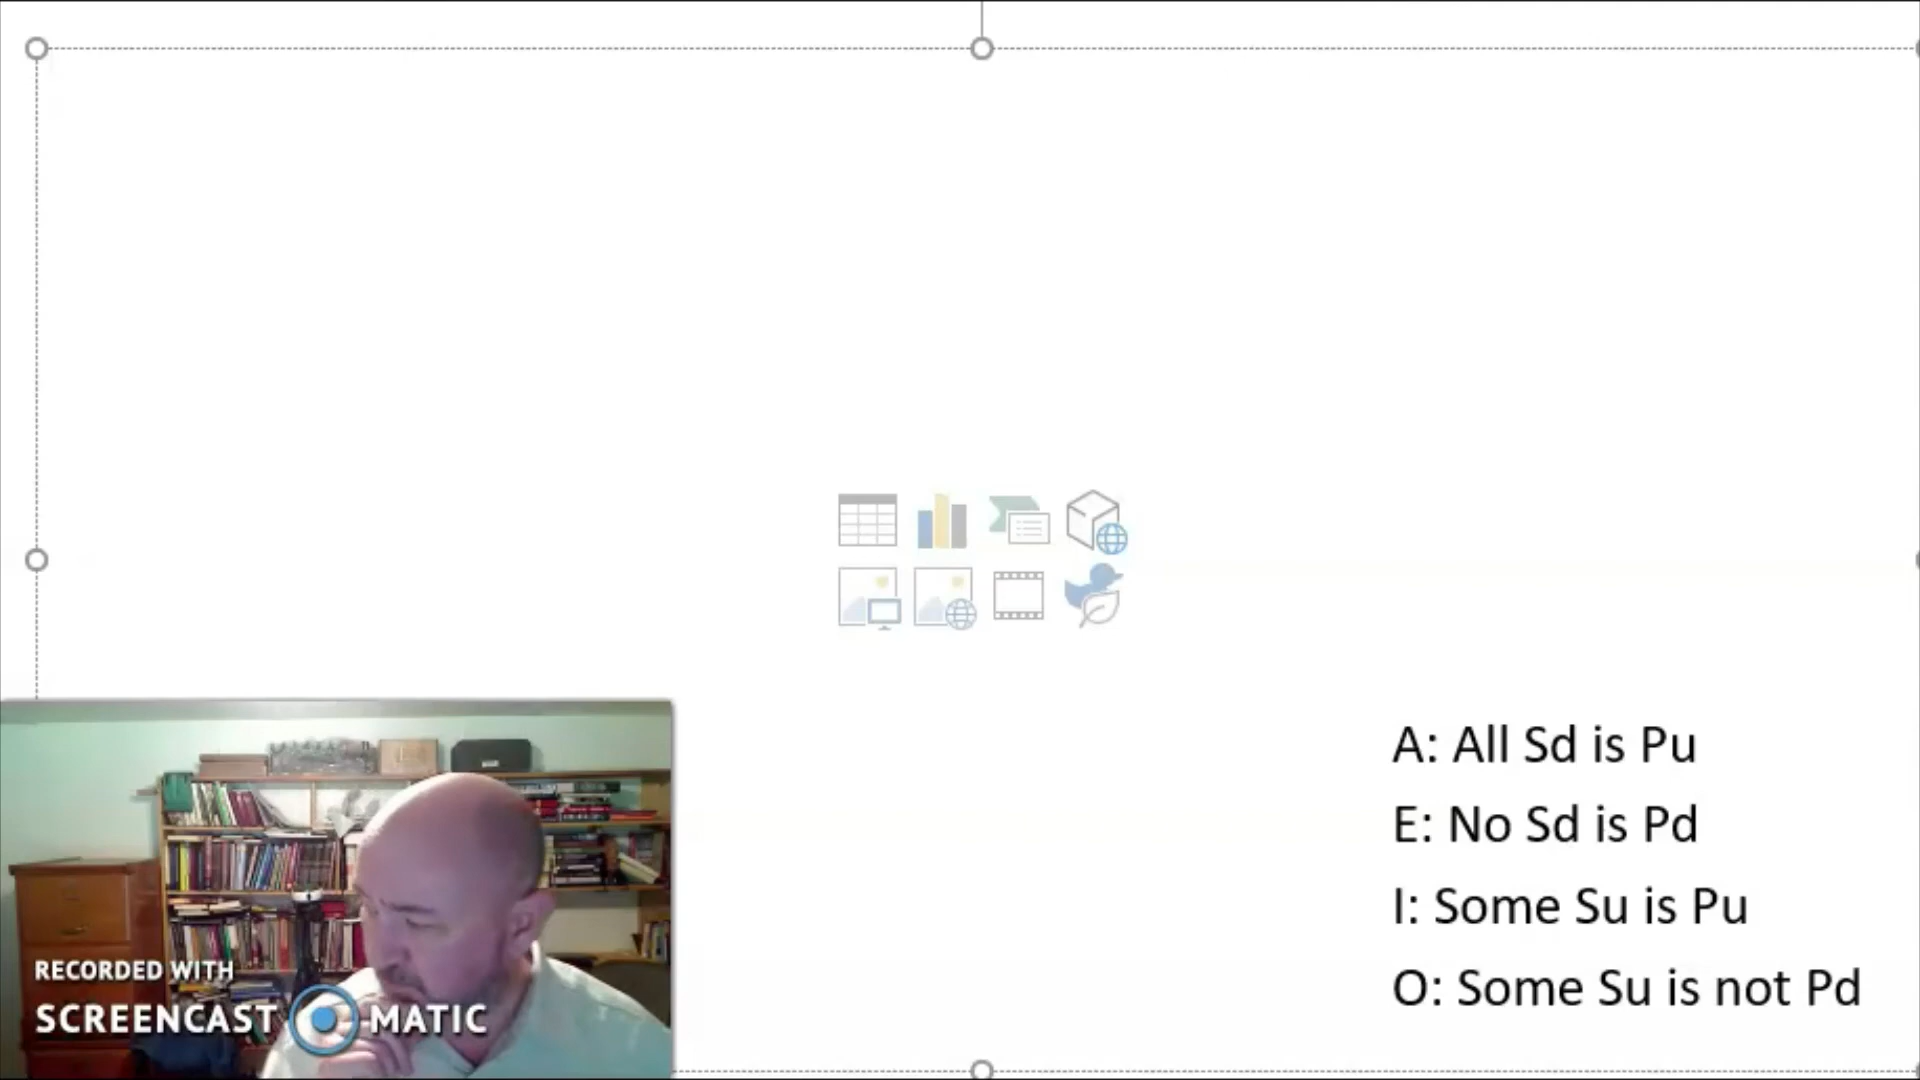 A: All Sd is Pu
E: No Sd is Pd
I: Some Su is Pu
O: Some Su is not Pd
RECORDED WITH
SCREENCAST MATIC